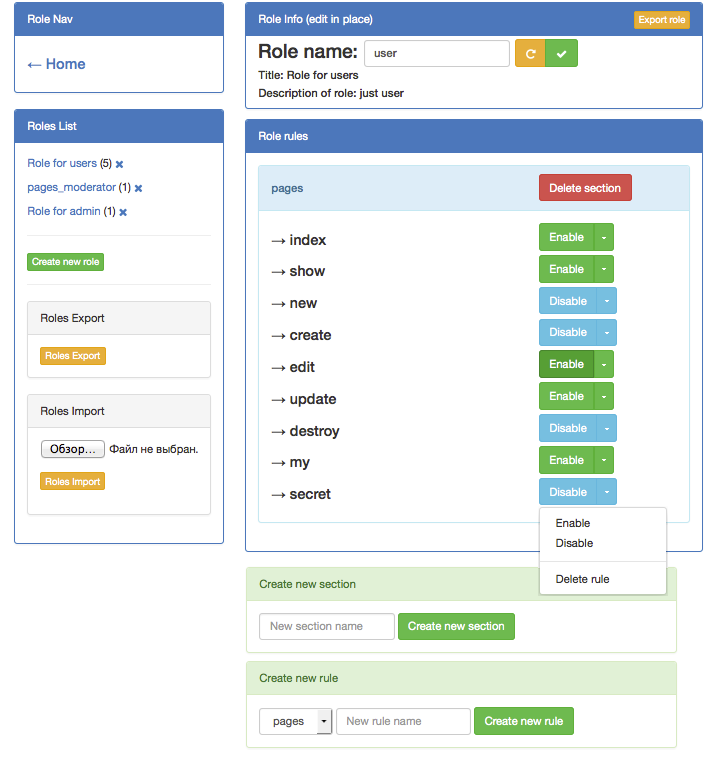 Role Nav
← Home
Roles List
Role for users (5) ×
pages_moderator (1) ×
Role for admin (1) ×
Create new role
Roles Export
Roles Export
Roles Import
Обзор... Файл не выбран.
Roles Import
Role Info (edit in place) Export role
Role name: user
Title: Role for users
Description of role: just user
Role rules
pages Delete section
→ index Enable
→ show Enable
→ new Disable
→ create Disable
→ edit Enable
→ update Enable
→ destroy Disable
→ my Enable
→ secret Disable
Enable
Disable
Delete rule
Create new section
New section name Create new section
Create new rule
pages New rule name Create new rule